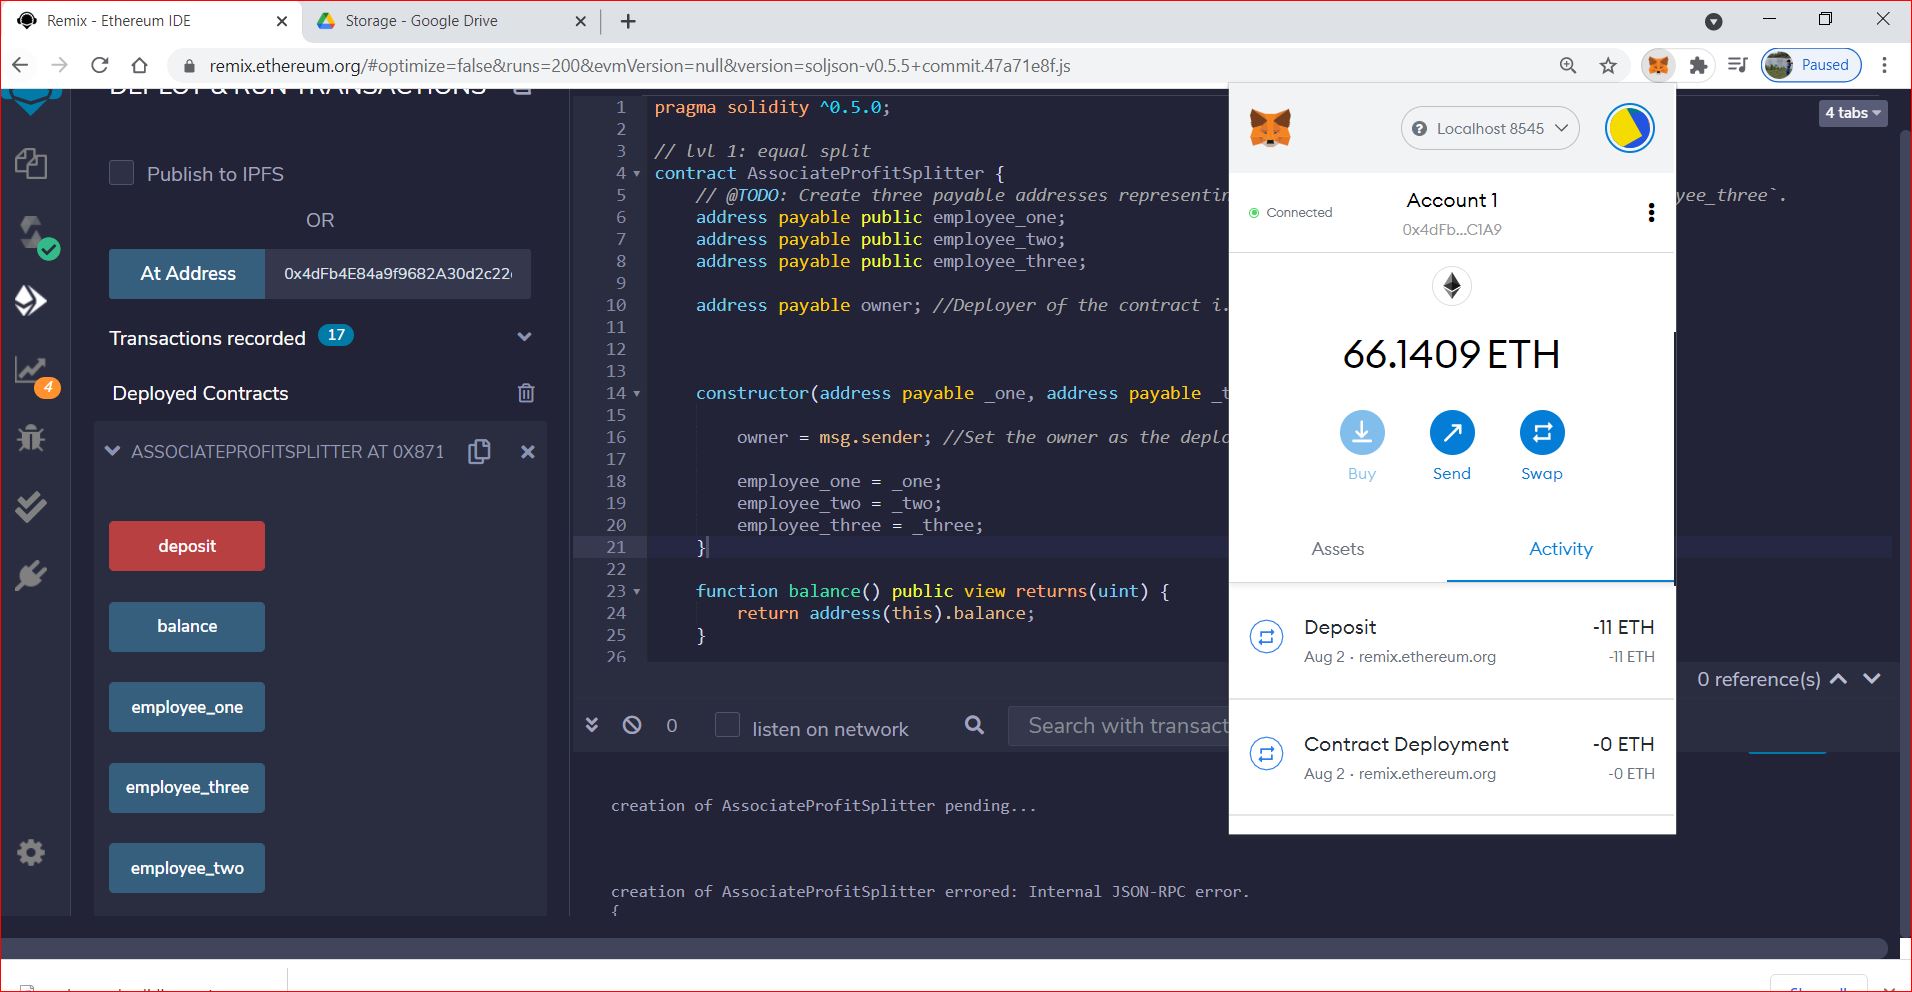 Remix - Ethereum IDE
Storage - Google Drive
remix.ethereum.org/#optimize=false&runs=200&evmVersion=null&version=soljson-v0.5.5+commit.47a71e8f.js
Paused
DEPLOY & RUN TRANSACTIONS
Publish to IPFS
OR
At Address
0x4dFb4E84a9f9682A30d2c22
Transactions recorded 17
Deployed Contracts
4
ASSOCIATEPROFITSPLITTER AT 0X871
deposit
balance
employee_one
employee_three
employee_two
4 tabs
1 pragma solidity ^0.5.0;
2
3 // lvl 1: equal split
4 contract AssociateProfitSplitter {
5 // @TODO: Create three payable addresses representin yee_three`.
6 address payable public employee_one;
7 address payable public employee_two;
8 address payable public employee_three;
9
10 address payable owner; //Deployer of the contract i.
11
12
13
14 constructor(address payable _one, address payable _t
15
16 owner = msg.sender; //Set the owner as the deplo
17
18 employee_one = _one;
19 employee_two = _two;
20 employee_three = _three;
21 }
22
23 function balance() public view returns(uint) {
24 return address(this).balance;
25 }
26
0 reference(s)
0
listen on network
Search with transact
creation of AssociateProfitSplitter pending...
creation of AssociateProfitSplitter errored: Internal JSON-RPC error.
{
Localhost 8545
Connected
Account 1
0x4dFb...C1A9
66.1409 ETH
Buy
Send
Swap
Assets
Activity
Deposit
-11 ETH
Aug 2 · remix.ethereum.org
-11 ETH
Contract Deployment
-0 ETH
Aug 2 · remix.ethereum.org
-0 ETH